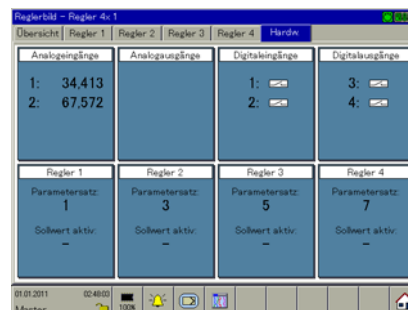 Reglerbild - Regler 4x1
Übersicht Regler 1 Regler 2 Regler 3 Regler 4 Hardw.
Analogeingänge Analogausgänge Digitaleingänge Digitalausgänge
1: 34,413 1: 3:
2: 67,572 2: 4:
Regler 1 Regler 2 Regler 3 Regler 4
Parametersatz: Parametersatz: Parametersatz: Parametersatz:
1 3 5 7
Sollwert aktiv: Sollwert aktiv: Sollwert aktiv: Sollwert aktiv:
- - - -
01.01.2011 02:48:00
Master 100%